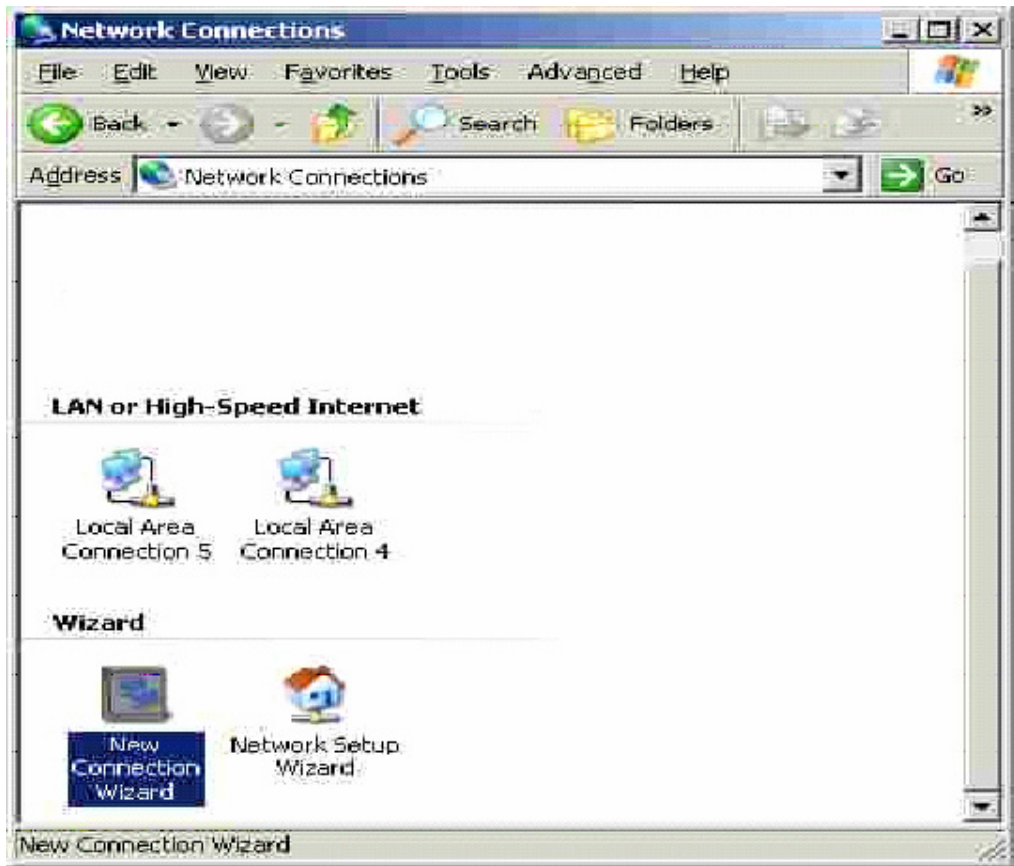 Network Connections
File Edit View Favorites Tools Advanced Help
Back Search Folders
Address Network Connections Go
LAN or High-Speed Internet
Local Area Connection 5
Local Area Connection 4
Wizard
New Connection Wizard
Network Setup Wizard
New Connection Wizard